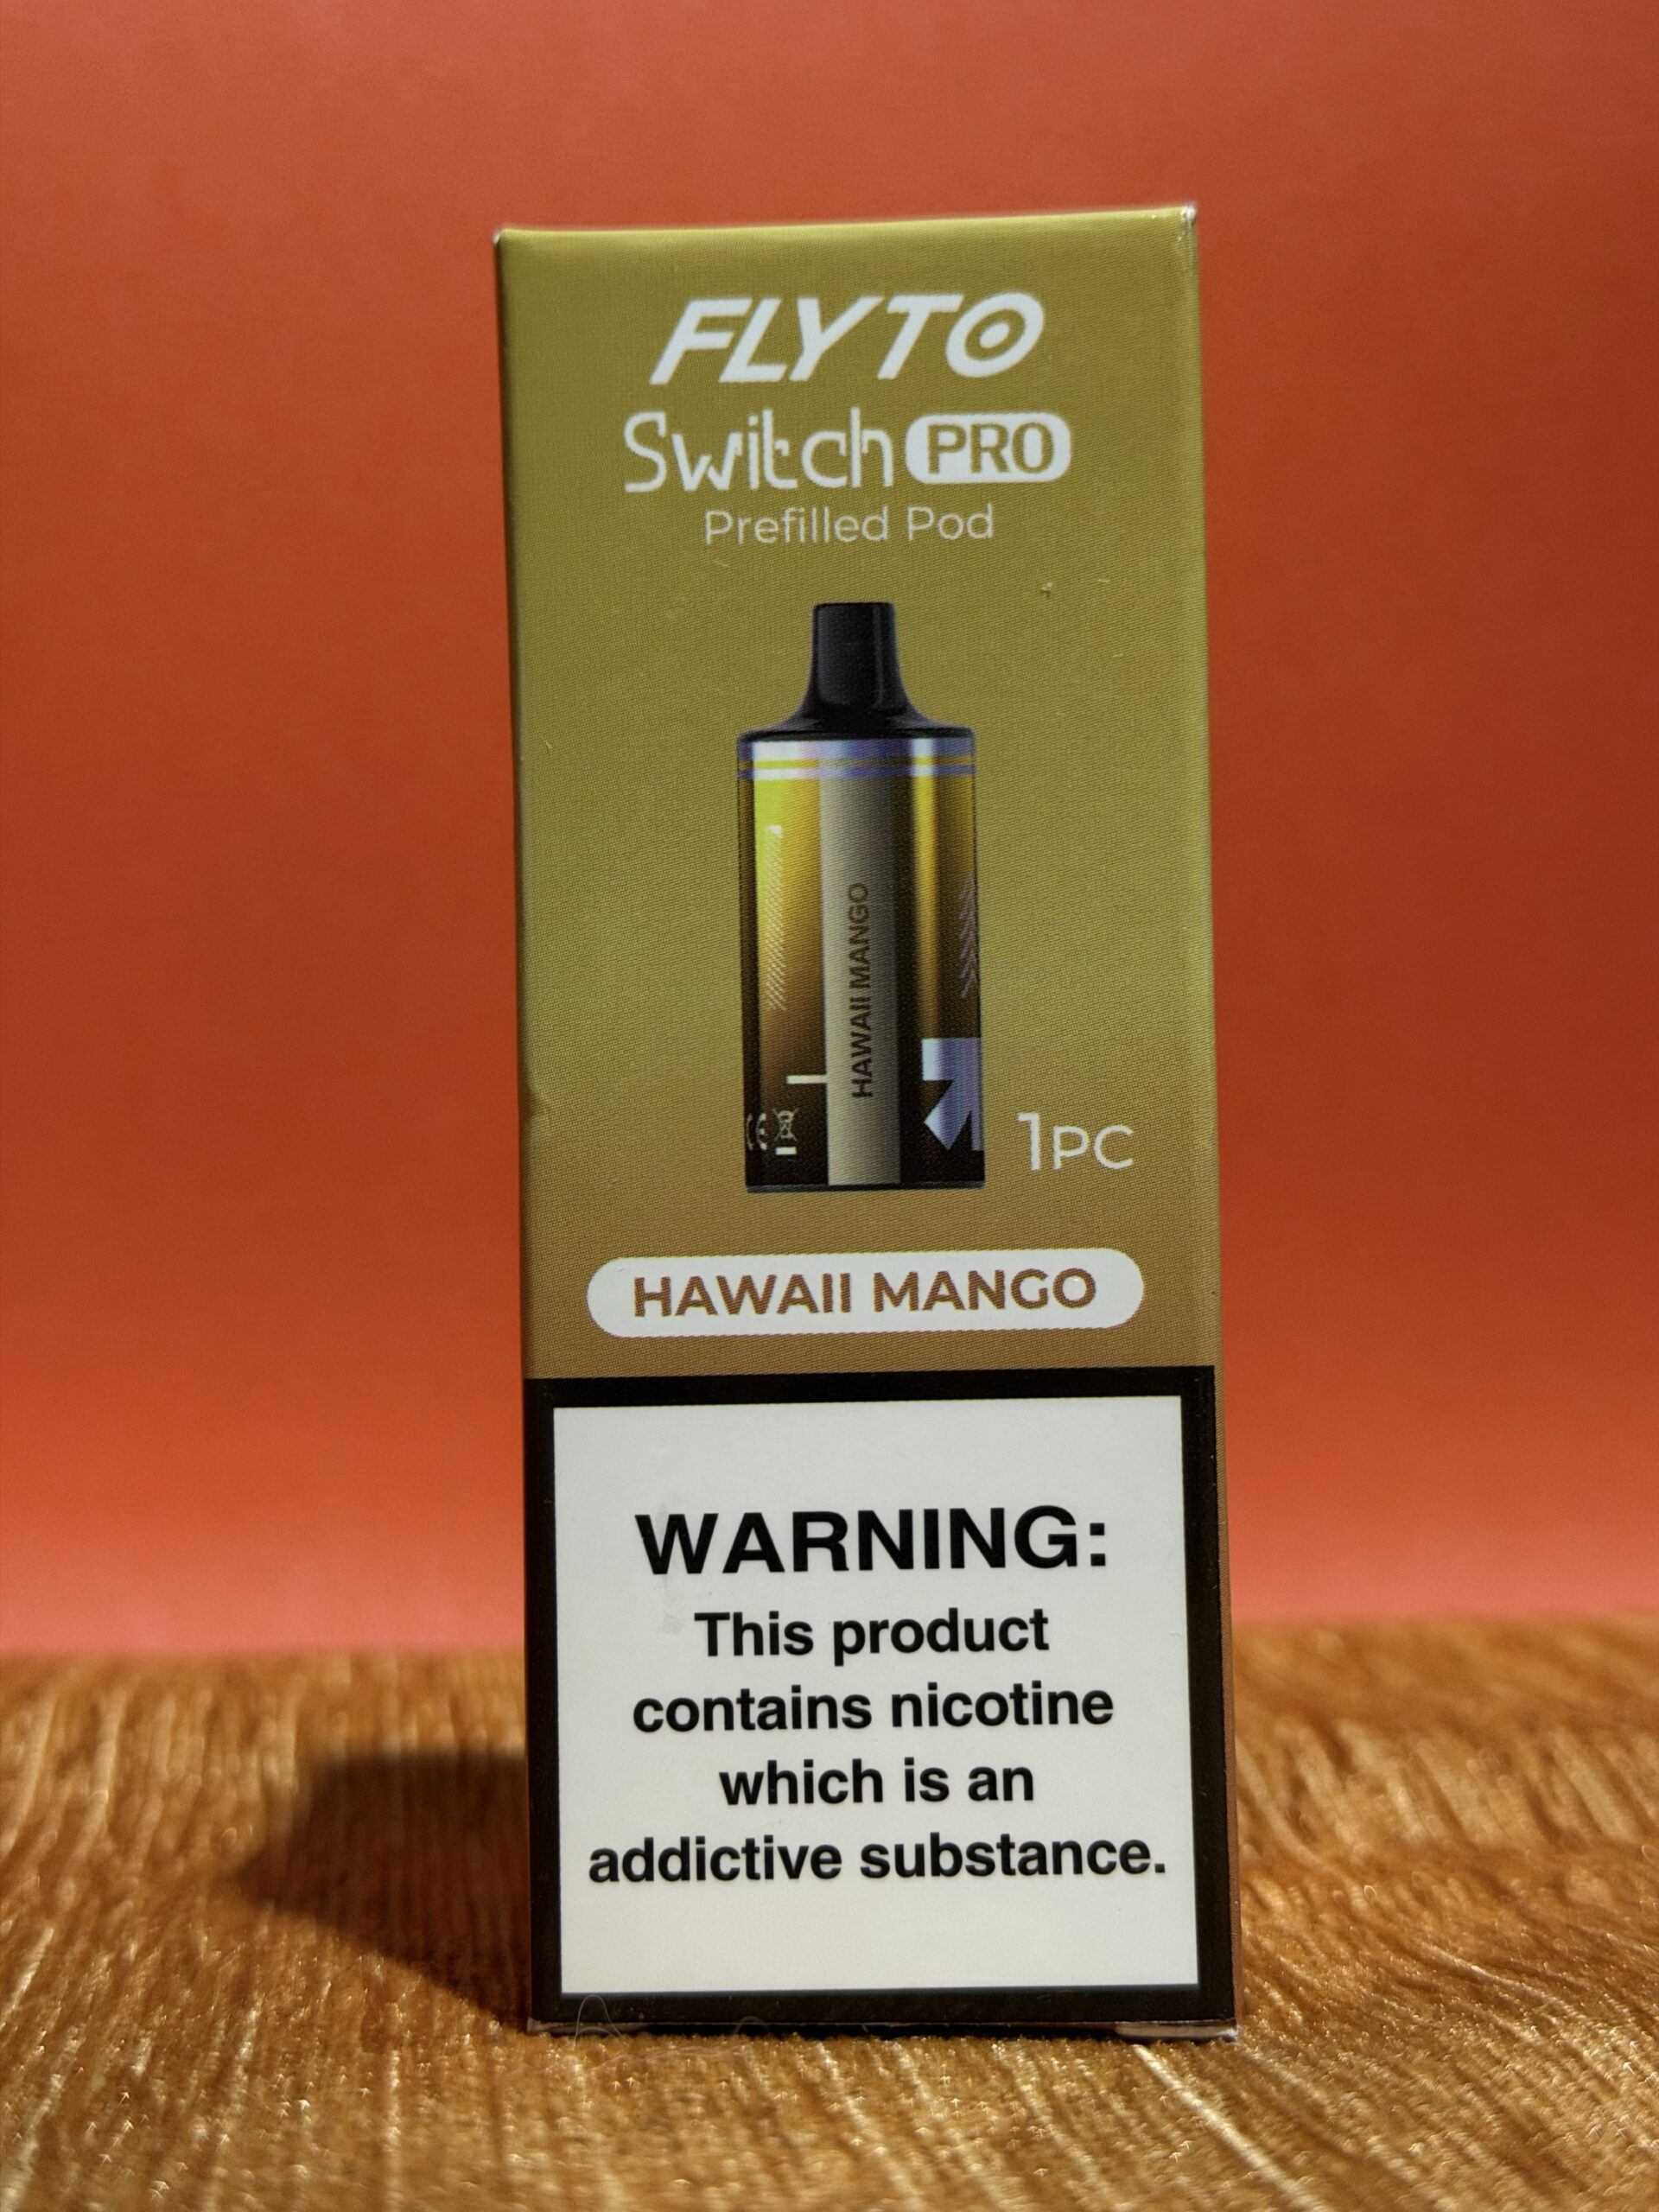 FLYTO
Switch PRO
Prefilled Pod
HAWAII MANGO
CE
1PC
HAWAII MANGO
WARNING:
This product
contains nicotine
which is an
addictive substance.